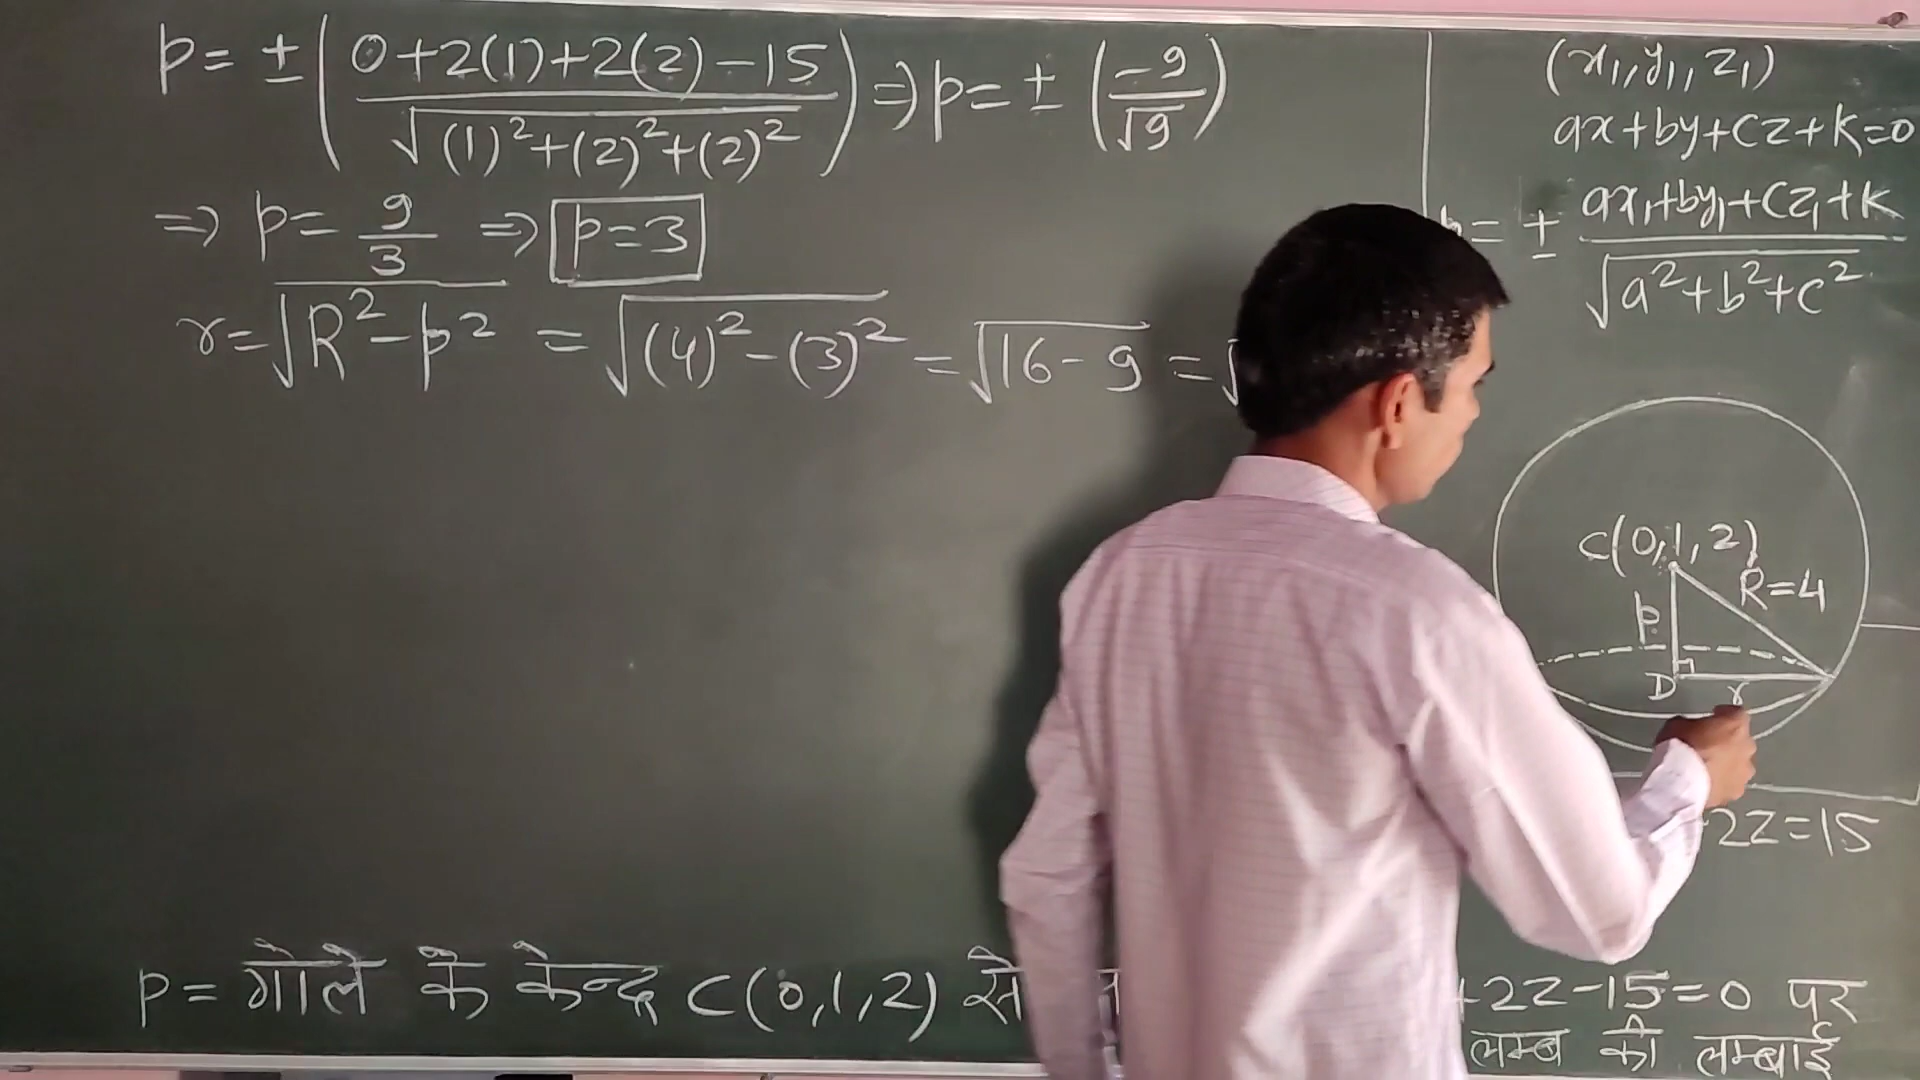 p = ± ( (0+2(1)+2(2)-15) / √((1)²+(2)²+(2)²) ) ⇒ p = ± ( -9 / √9 )
⇒ p = 9/3 ⇒ p=3
r = √(R²-p²) = √((4)²-(3)²) = √(16-9) = √
p = गोले के केन्द्र C(0,1,2) से
(x₁,y₁,z₁)
ax+by+cz+k=0
= ± (ax₁+by₁+cz₁+k) / √(a²+b²+c²)
C(0,1,2)
R=4
p
D
r
2z=15
+2z-15=0 पर
लम्ब की लम्बाई